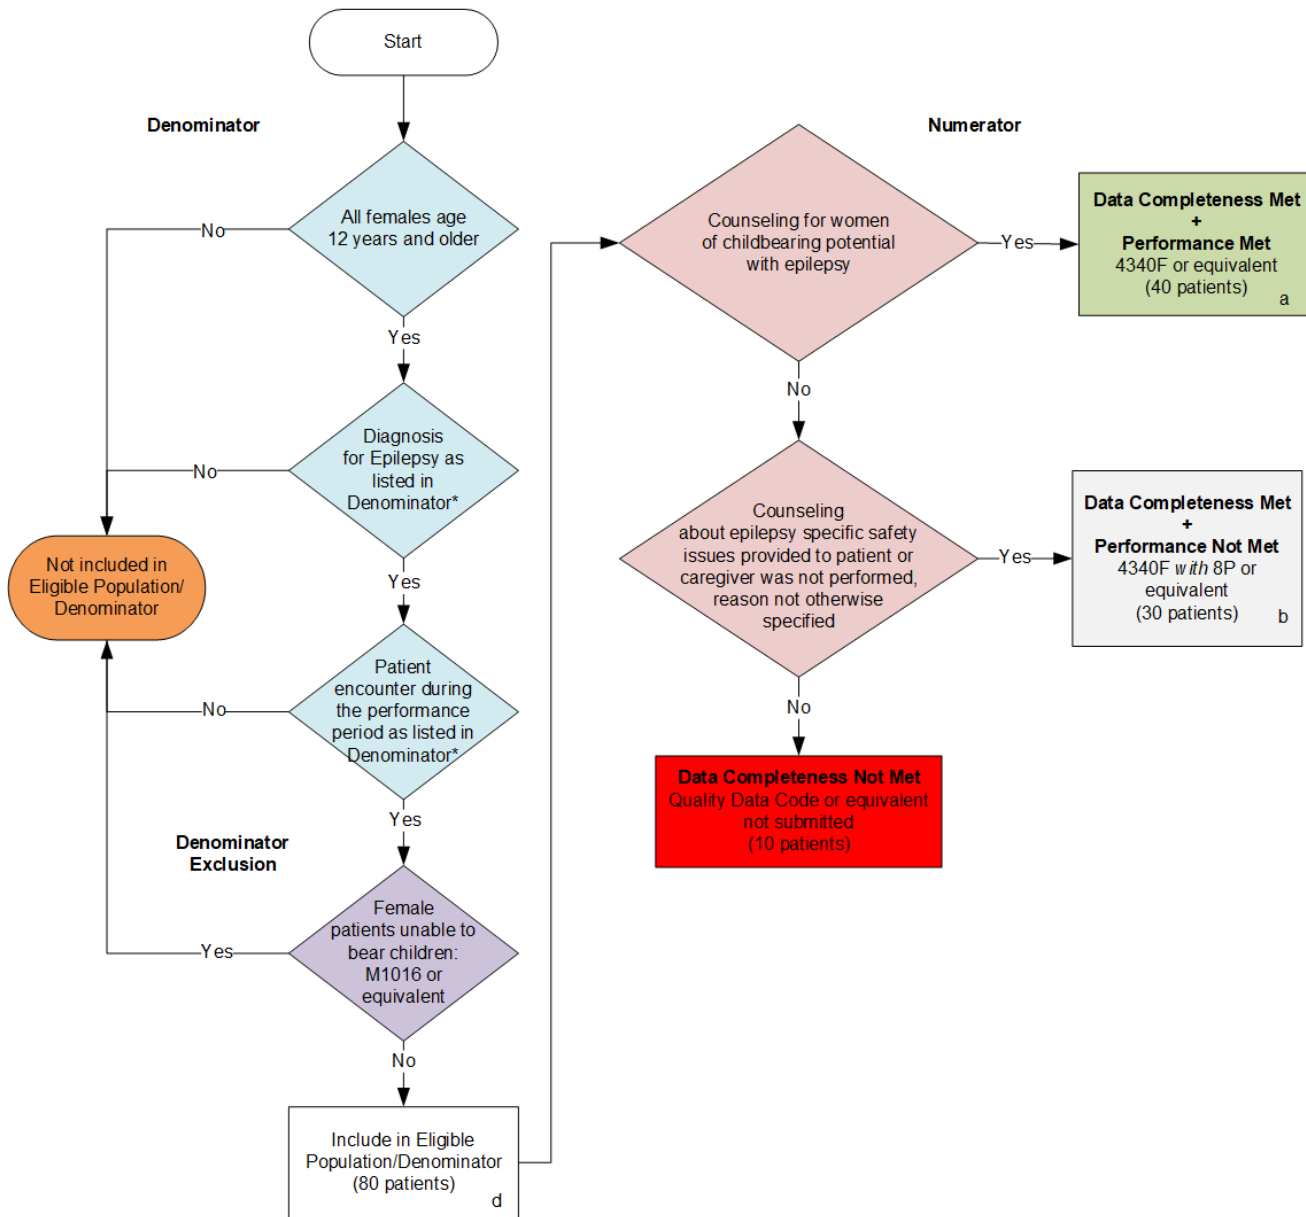 Start
Denominator
All females age
12 years and older
No
Yes
Diagnosis
for Epilepsy as
listed in
Denominator*
No
Not included in
Eligible Population/
Denominator
Yes
Patient
encounter during
the performance
period as listed in
Denominator*
No
Yes
Denominator
Exclusion
Female
patients unable to
bear children:
M1016 or
equivalent
Yes
No
Include in Eligible
Population/Denominator
(80 patients)
d
Numerator
Counseling for women
of childbearing potential
with epilepsy
Yes
Data Completeness Met
+
Performance Met
4340F or equivalent
(40 patients)
a
No
Counseling
about epilepsy specific safety
issues provided to patient or
caregiver was not performed,
reason not otherwise
specified
Yes
Data Completeness Met
+
Performance Not Met
4340F with 8P or
equivalent
(30 patients)
b
No
Data Completeness Not Met
Quality Data Code or equivalent
not submitted
(10 patients)